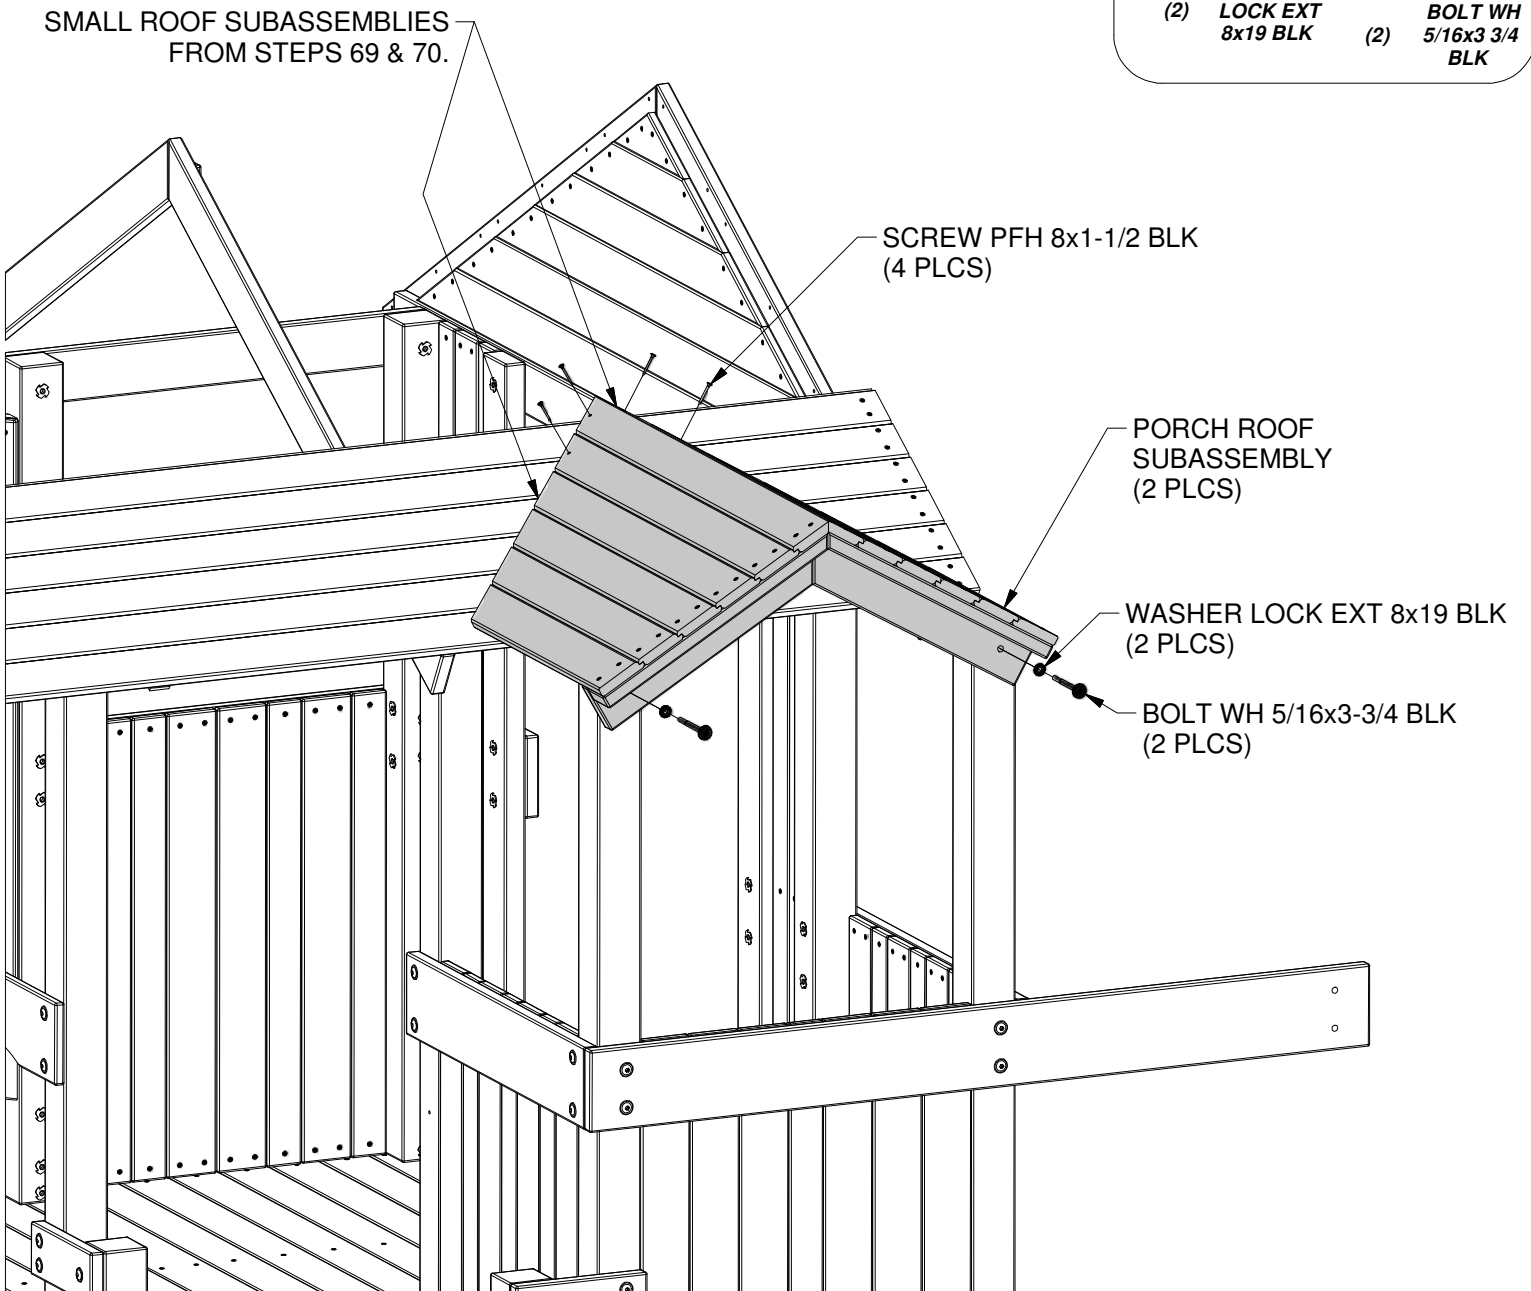 SMALL ROOF SUBASSEMBLIES
FROM STEPS 69 & 70.
(2) LOCK EXT
8x19 BLK
(2) BOLT WH
5/16x3 3/4
BLK
SCREW PFH 8x1-1/2 BLK
(4 PLCS)
PORCH ROOF
SUBASSEMBLY
(2 PLCS)
WASHER LOCK EXT 8x19 BLK
(2 PLCS)
BOLT WH 5/16x3-3/4 BLK
(2 PLCS)